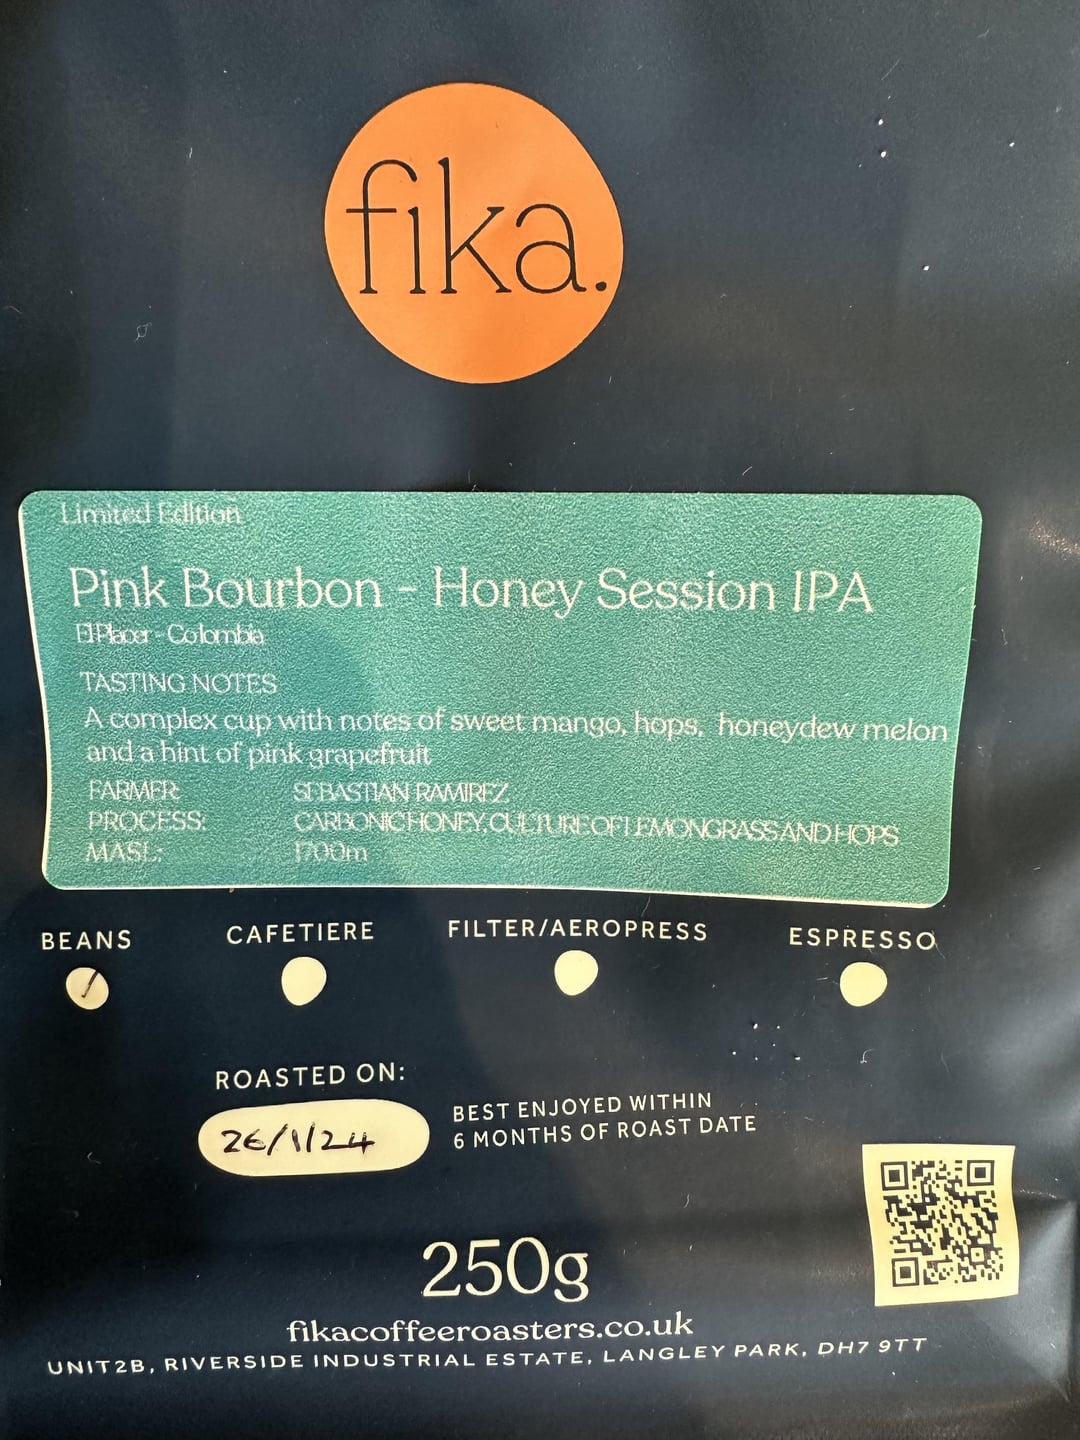 fika.
Limited Edition
Pink Bourbon - Honey Session IPA
El Placer - Colombia
TASTING NOTES
A complex cup with notes of sweet mango, hops, honeydew melon
and a hint of pink grapefruit
FARMER: SEBASTIAN RAMIREZ
PROCESS: CARBONIC HONEY, CULTURE OF LEMONGRASS AND HOPS
MASL: 1700m
BEANS CAFETIERE FILTER/AEROPRESS ESPRESSO
ROASTED ON:
26/1/24
BEST ENJOYED WITHIN
6 MONTHS OF ROAST DATE
250g
fikacoffeeroasters.co.uk
UNIT2B, RIVERSIDE INDUSTRIAL ESTATE, LANGLEY PARK, DH7 9TT